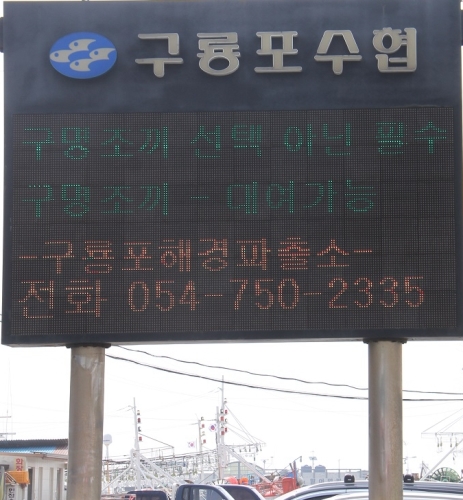 구룡포수협
구명조끼 선택 아닌 필수
구명조끼 - 대여가능
-구룡포해경파출소-
전화 054-750-2335